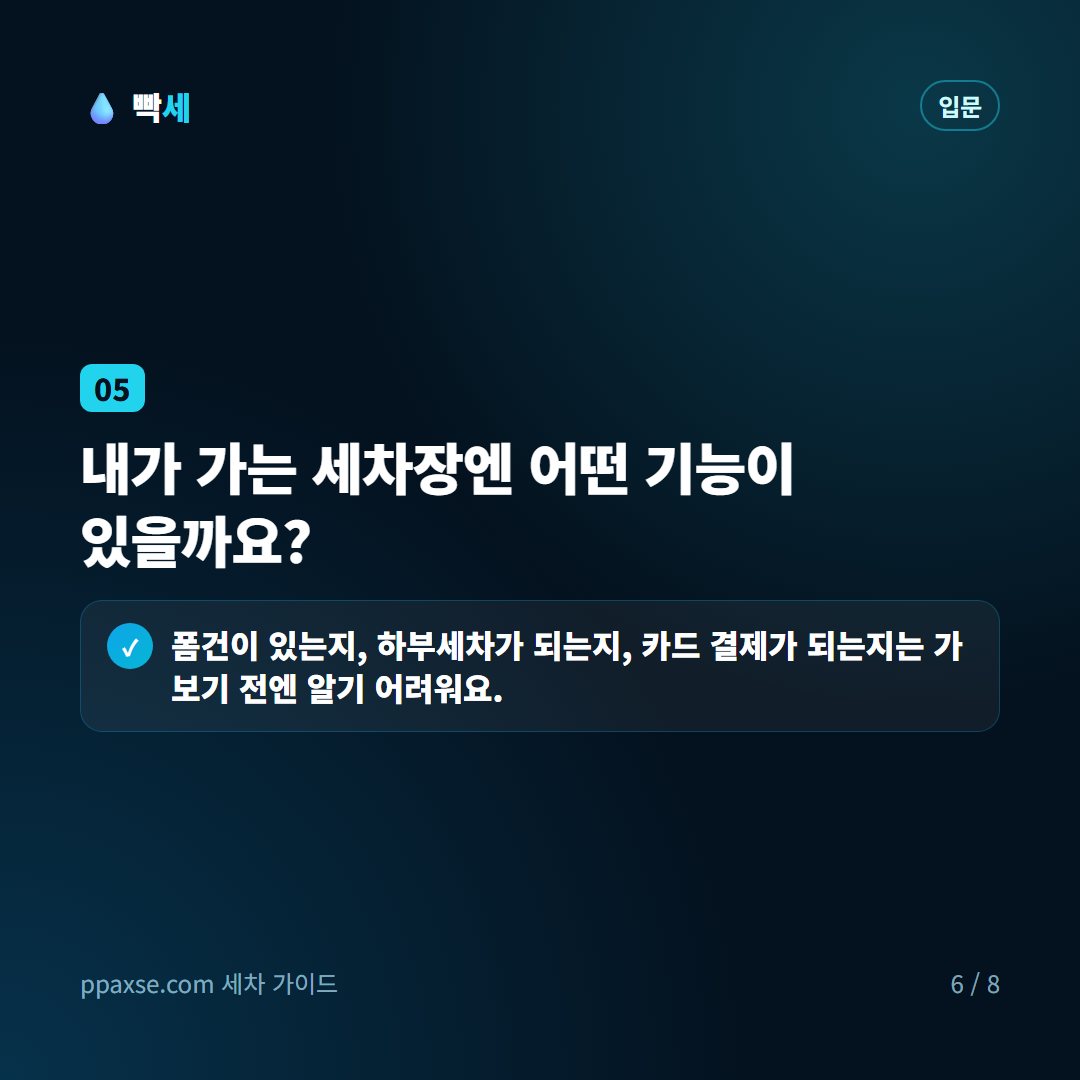 빡세
입문
05
내가 가는 세차장엔 어떤 기능이
있을까요?
✓ 폼건이 있는지, 하부세차가 되는지, 카드 결제가 되는지는 가
보기 전엔 알기 어려워요.
ppaxse.com 세차 가이드
6 / 8